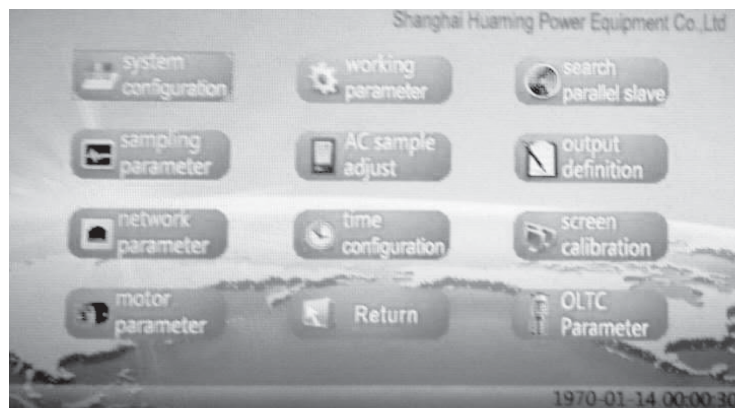 Shanghai Huaming Power Equipment Co.,Ltd
system
configuration
working
parameter
search
parallel slave
sampling
parameter
AC sample
adjust
output
definition
network
parameter
time
configuration
screen
calibration
motor
parameter
Return
OLTC
Parameter
1970-01-14 00:00:30